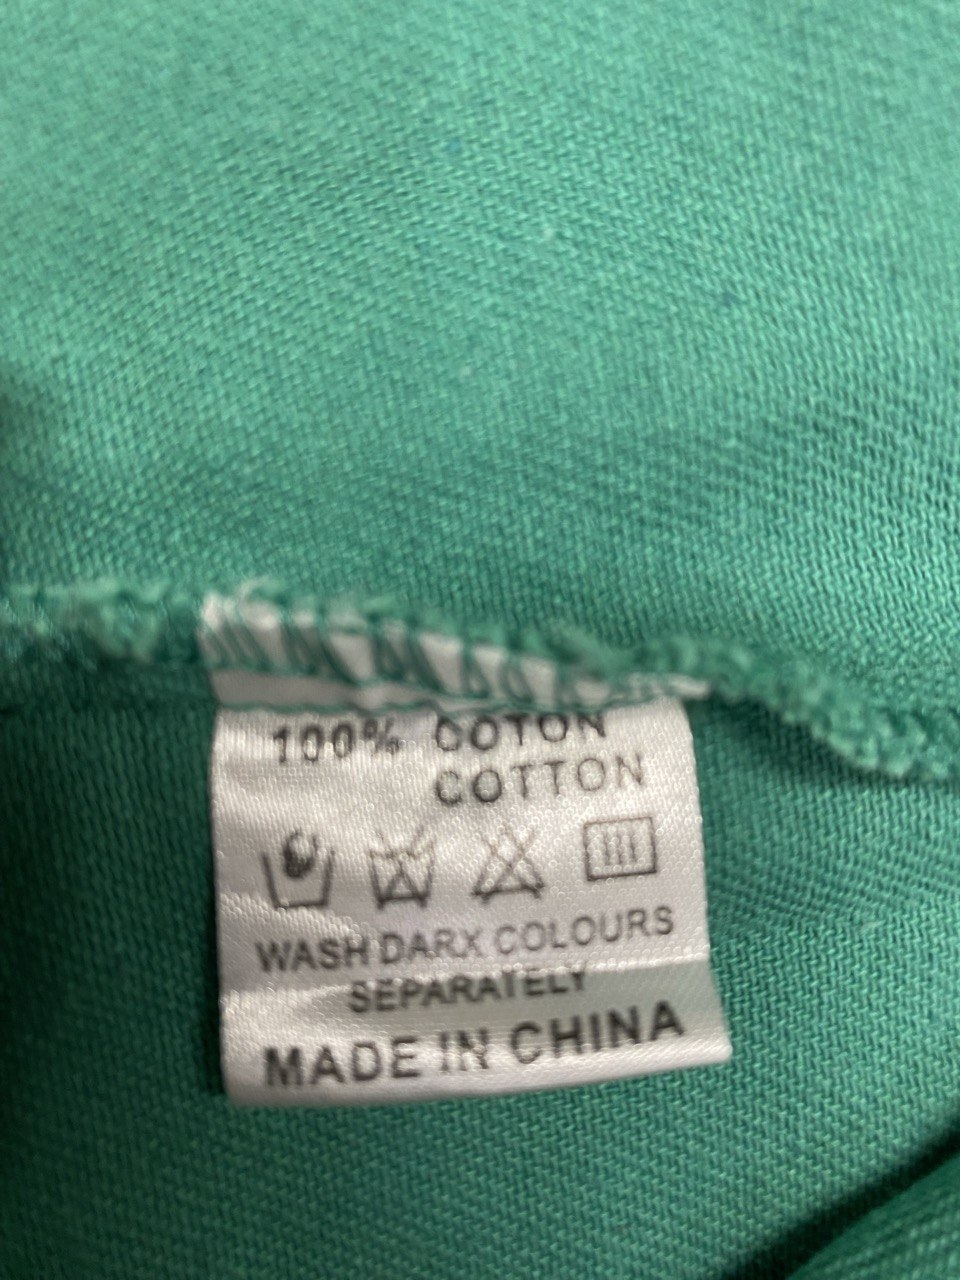 100% COTON
COTTON
WASH DARX COLOURS
SEPARATELY
MADE IN CHINA